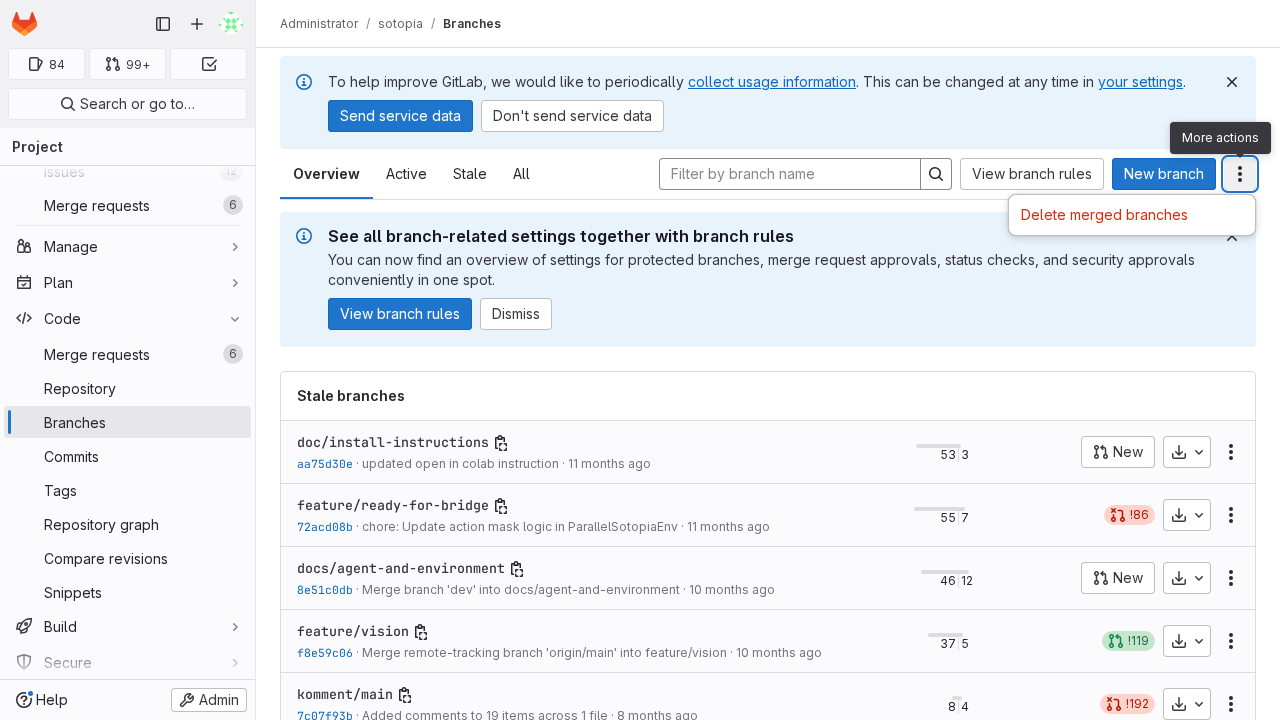 84
99+
Search or go to…
Project
Issues 12
Merge requests 6
Manage
Plan
Code
Merge requests 6
Repository
Branches
Commits
Tags
Repository graph
Compare revisions
Snippets
Build
Secure
Help
Admin
Administrator / sotopia / Branches
To help improve GitLab, we would like to periodically collect usage information. This can be changed at any time in your settings.
Send service data
Don't send service data
More actions
Overview
Active
Stale
All
Filter by branch name
View branch rules
New branch
Delete merged branches
See all branch-related settings together with branch rules
You can now find an overview of settings for protected branches, merge request approvals, status checks, and security approvals
conveniently in one spot.
View branch rules
Dismiss
Stale branches
doc/install-instructions
aa75d30e · updated open in colab instruction · 11 months ago
53 3
New
feature/ready-for-bridge
72acd08b · chore: Update action mask logic in ParallelSotopiaEnv · 11 months ago
55 7
!86
docs/agent-and-environment
8e51c0db · Merge branch 'dev' into docs/agent-and-environment · 10 months ago
46 12
New
feature/vision
f8e59c06 · Merge remote-tracking branch 'origin/main' into feature/vision · 10 months ago
37 5
!119
komment/main
7c07f93b · Added comments to 19 items across 1 file · 8 months ago
8 4
!192